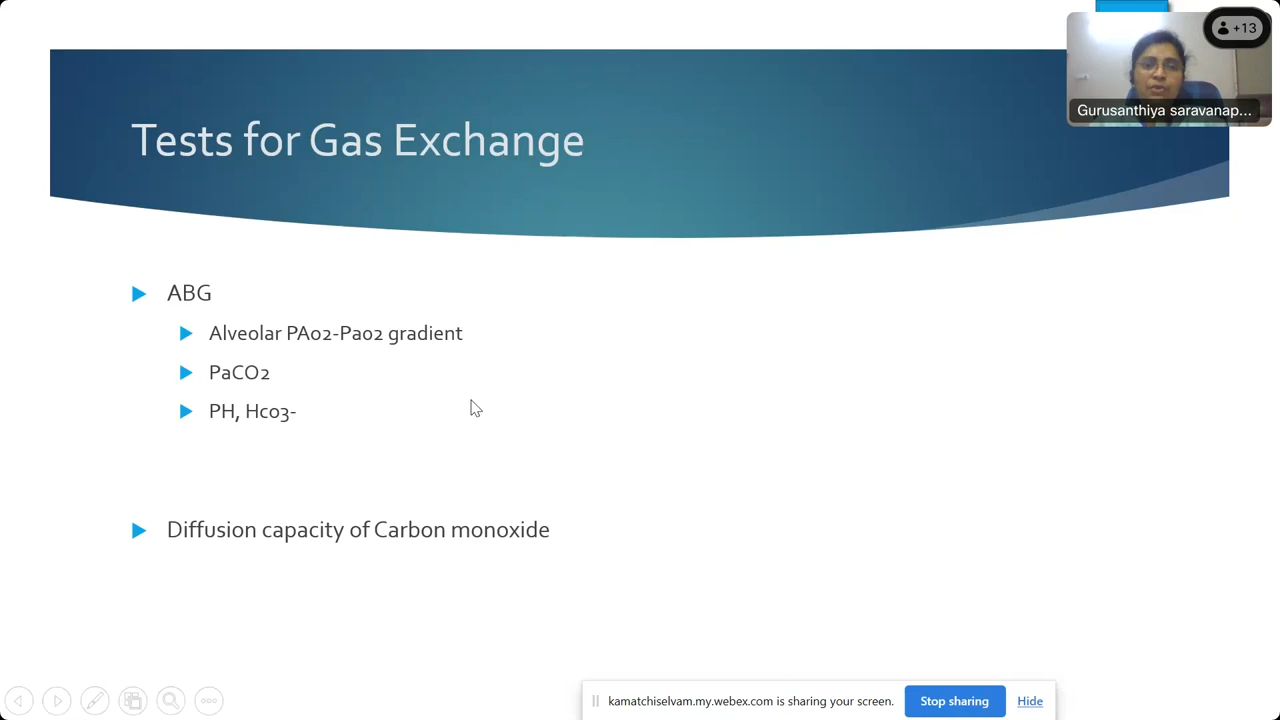 +13
Gurusanthiya saravanap...
Tests for Gas Exchange
ABG
Alveolar PAo2-Pao2 gradient
PaCO2
PH, Hco3-
Diffusion capacity of Carbon monoxide
kamatchiselvam.my.webex.com is sharing your screen.
Stop sharing
Hide